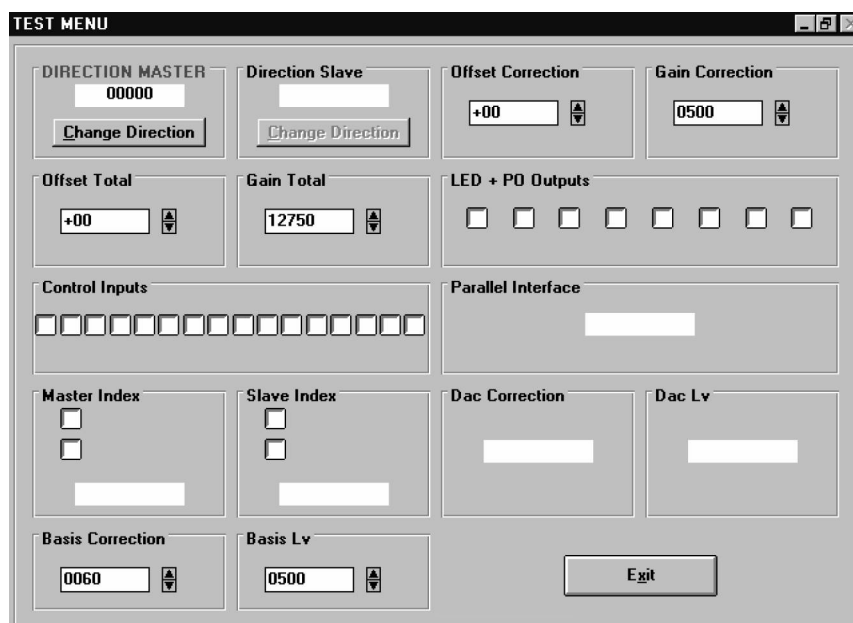 TEST MENU
DIRECTION MASTER
00000
Change Direction
Direction Slave
Change Direction
Offset Correction
+00
Gain Correction
0500
Offset Total
+00
Gain Total
12750
LED + PO Outputs
Control Inputs
Parallel Interface
Master Index
Slave Index
Dac Correction
Dac Lv
Basis Correction
0060
Basis Lv
0500
Exit